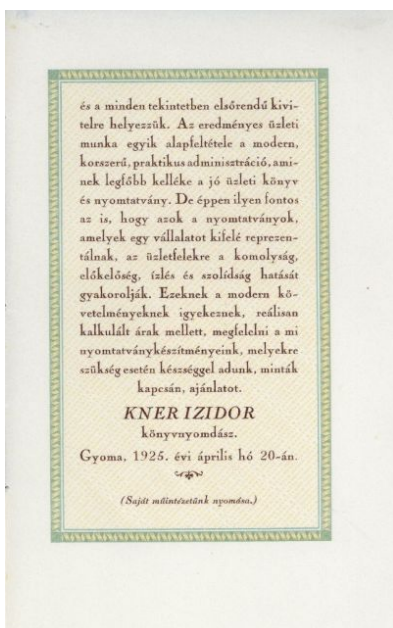 és a minden tekintetben elsőrendű kivi-
telre helyezzük. Az eredményes üzleti
munka egyik alapfeltétele a modern,
korszerű, praktikus adminisztráció, ami-
nek legfőbb kelléke a jó üzleti könyv
és nyomtatvány. De éppen ilyen fontos
az is, hogy azok a nyomtatványok,
amelyek egy vállalatot kifelé reprezen-
tálnak, az üzletfelekre a komolyság,
előkelőség, ízlés és szolídság hatását
gyakorolják. Ezeknek a modern kö-
vetelményeknek igyekeznek, reálisan
kalkulált árak mellett, megfelelni a mi
nyomtatványkészítményeink, melyekre
szükség esetén készséggel adunk, minták
kapcsán, ajánlatot.
KNER IZIDOR
könyvnyomdász.
Gyoma, 1925. évi április hó 20-án.
(Saját műintézetünk nyomása.)